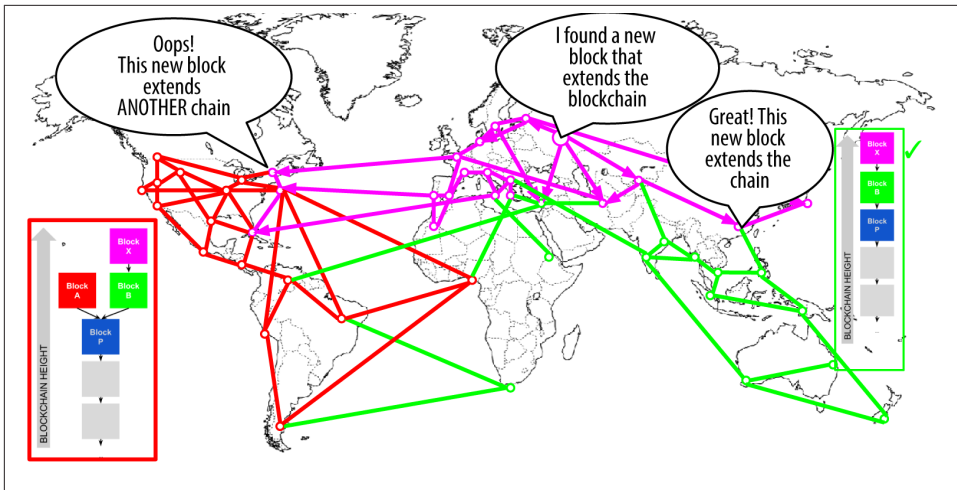 Oops!
This new block
extends
ANOTHER chain
I found a new
block that
extends the
blockchain
Great! This
new block
extends the
chain
BLOCKCHAIN HEIGHT
Block
X
Block
A
Block
B
Block
P
BLOCKCHAIN HEIGHT
Block
X
Block
B
Block
P